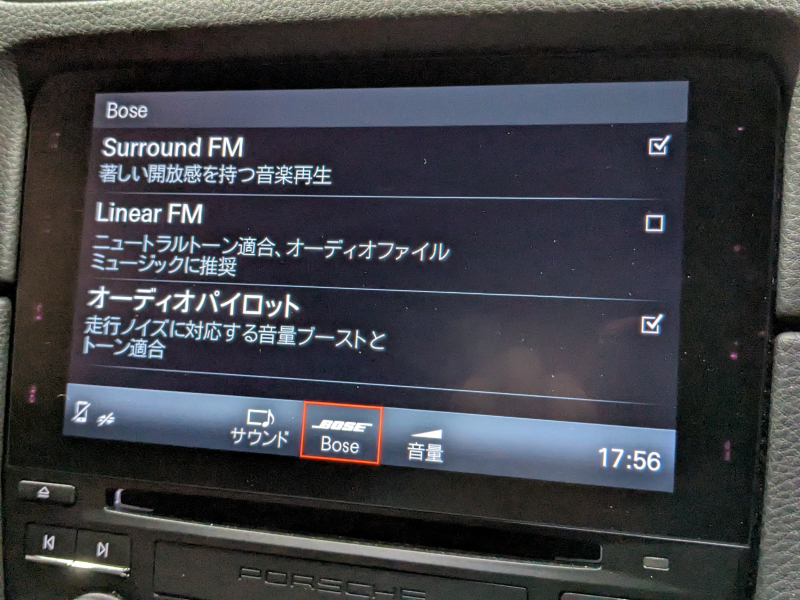 Bose
Surround FM
著しい開放感を持つ音楽再生
Linear FM
ニュートラルトーン適合、オーディオファイル
ミュージックに推奨
オーディオパイロット
走行ノイズに対応する音量ブーストと
トーン適合
サウンド
BOSE
Bose
音量
17:56
PORSCHE